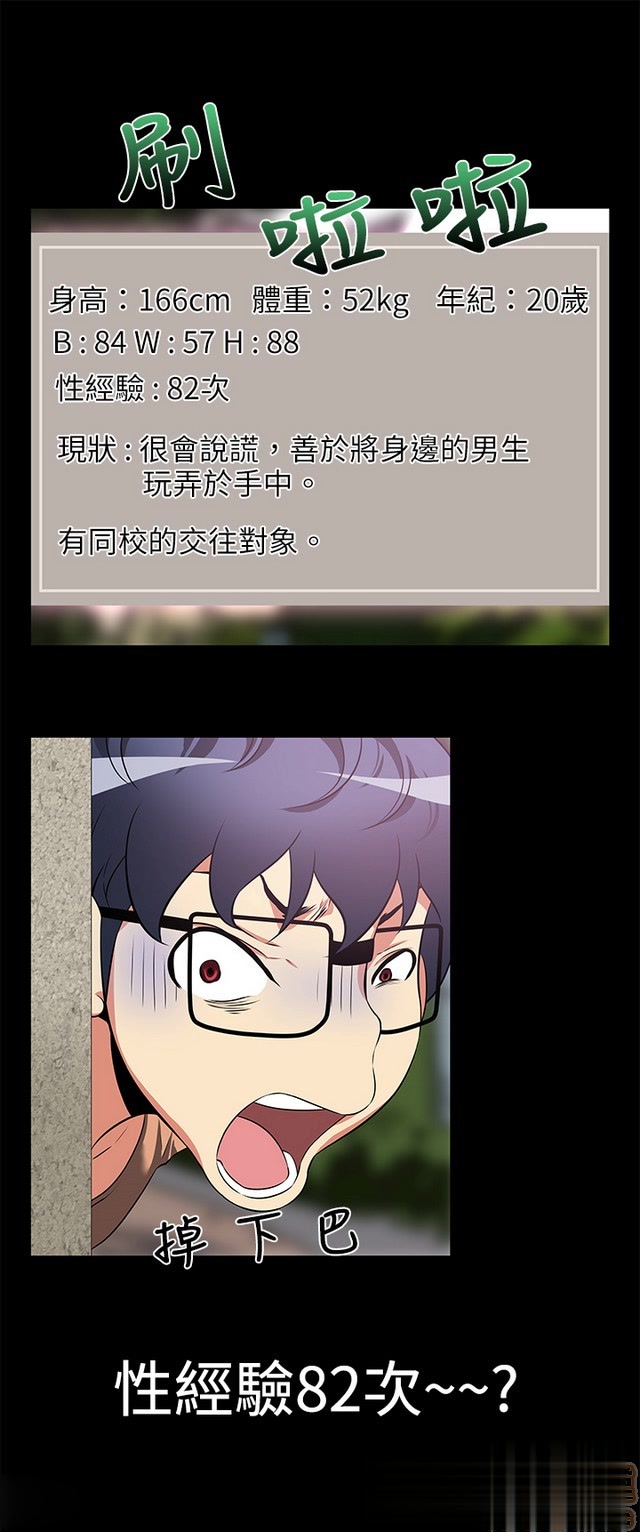 刷
啦啦
身高：166cm 體重：52kg 年紀：20歲
B : 84 W : 57 H : 88
性經驗 : 82次
現狀 : 很會說謊，善於將身邊的男生
玩弄於手中。
有同校的交往對象。
掉下巴
性經驗82次~~?